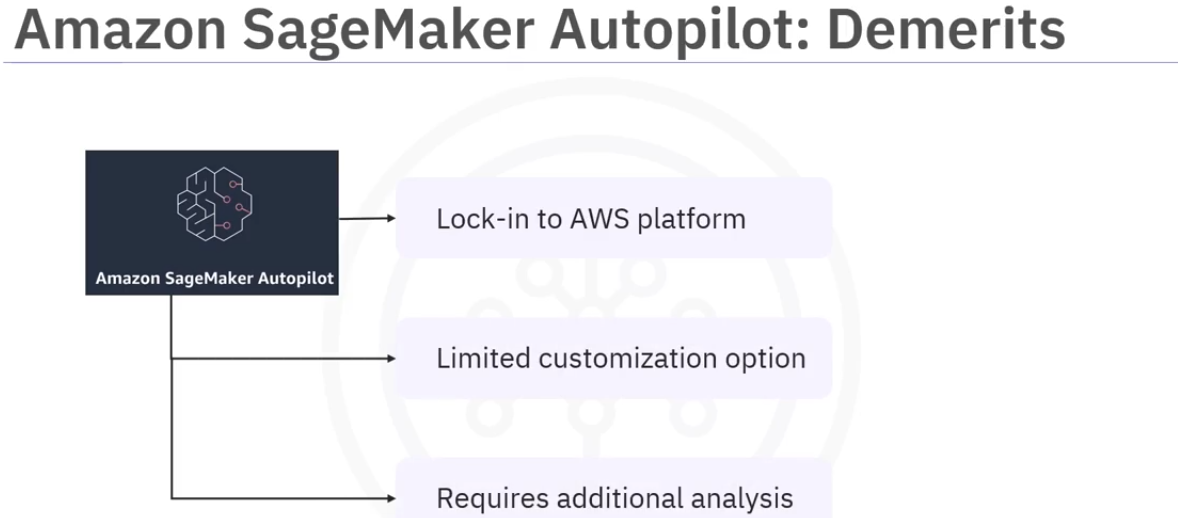 Amazon SageMaker Autopilot: Demerits
Amazon SageMaker Autopilot
Lock-in to AWS platform
Limited customization option
Requires additional analysis